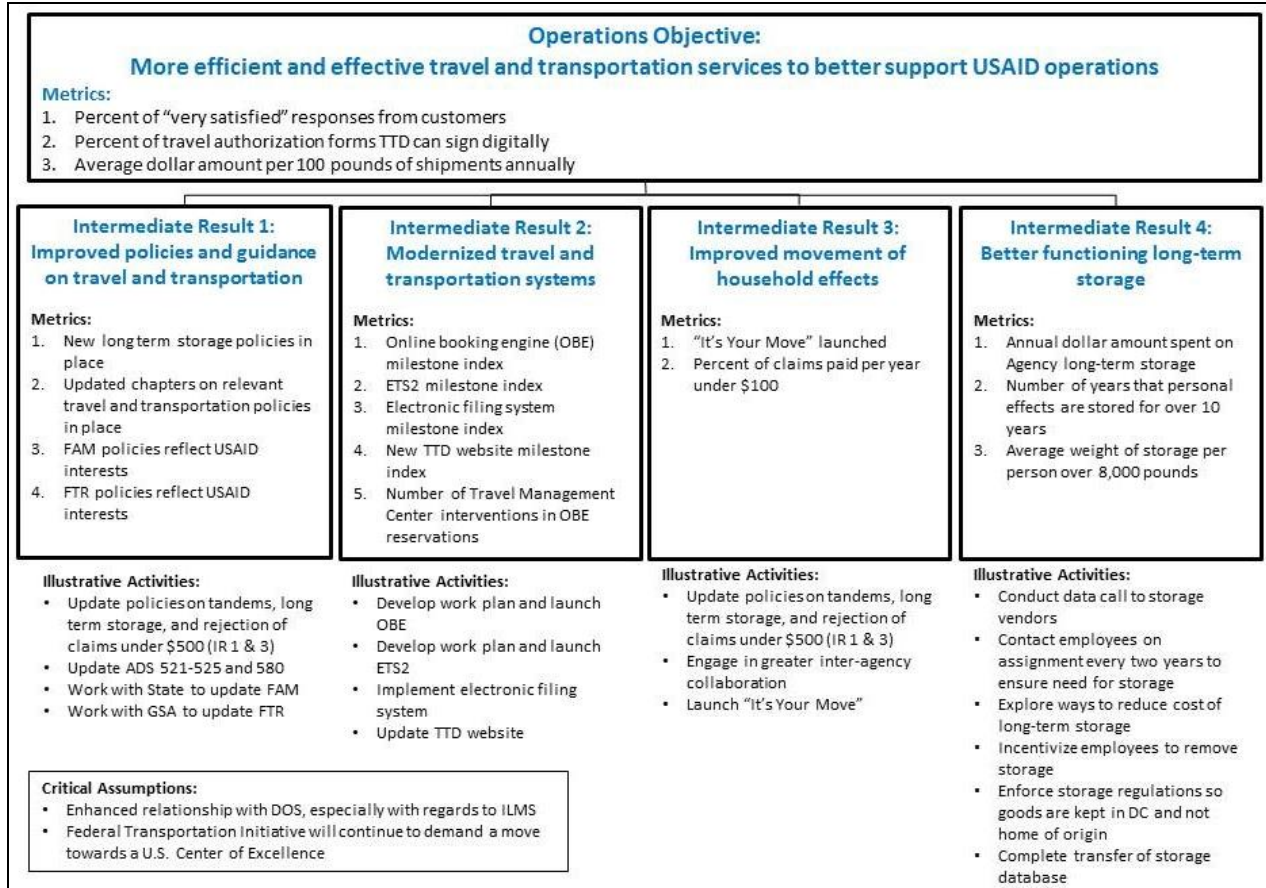 Operations Objective:
More efficient and effective travel and transportation services to better support USAID operations
Metrics:
1. Percent of "very satisfied" responses from customers
2. Percent of travel authorization forms TTD can sign digitally
3. Average dollar amount per 100 pounds of shipments annually
Intermediate Result 1:
Improved policies and guidance
on travel and transportation
Metrics:
1. New long term storage policies in
place
2. Updated chapters on relevant
travel and transportation policies
in place
3. FAM policies reflect USAID
interests
4. FTR policies reflect USAID
interests
Illustrative Activities:
• Update policies on tandems, long
term storage, and rejection of
claims under $500 (IR 1 & 3)
• Update ADS 521-525 and 580
• Work with State to update FAM
• Work with GSA to update FTR
Intermediate Result 2:
Modernized travel and
transportation systems
Metrics:
1. Online booking engine (OBE)
milestone index
2. ETS2 milestone index
3. Electronic filing system
milestone index
4. New TTD website milestone
index
5. Number of Travel Management
Center interventions in OBE
reservations
Illustrative Activities:
• Develop work plan and launch
OBE
• Develop work plan and launch
ETS2
• Implement electronic filing
system
• Update TTD website
Intermediate Result 3:
Improved movement of
household effects
Metrics:
1. "It's Your Move" launched
2. Percent of claims paid per year
under $100
Illustrative Activities:
• Update policies on tandems, long
term storage, and rejection of
claims under $500 (IR 1 & 3)
• Engage in greater inter-agency
collaboration
• Launch "It's Your Move"
Intermediate Result 4:
Better functioning long-term
storage
Metrics:
1. Annual dollar amount spent on
Agency long-term storage
2. Number of years that personal
effects are stored for over 10
years
3. Average weight of storage per
person over 8,000 pounds
Illustrative Activities:
• Conduct data call to storage
vendors
• Contact employees on
assignment every two years to
ensure need for storage
• Explore ways to reduce cost of
long-term storage
• Incentivize employees to remove
storage
• Enforce storage regulations so
goods are kept in DC and not
home of origin
• Complete transfer of storage
database
Critical Assumptions:
• Enhanced relationship with DOS, especially with regards to ILMS
• Federal Transportation Initiative will continue to demand a move
towards a U.S. Center of Excellence